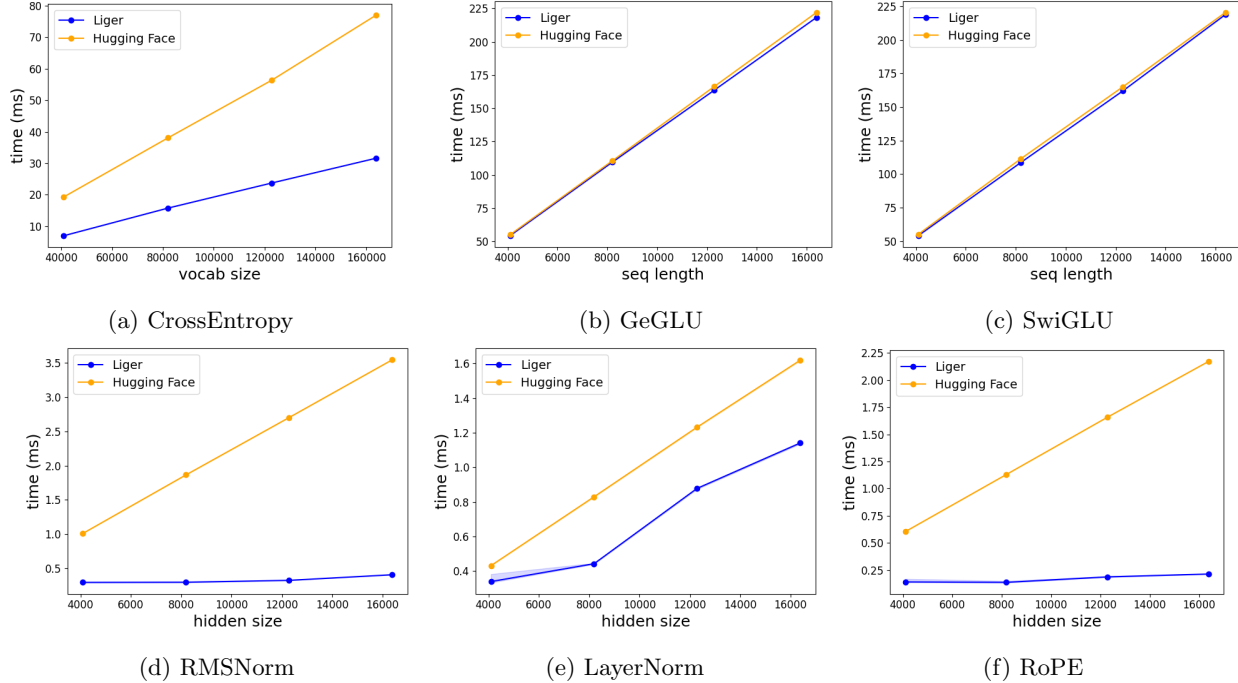 80
70
60
50
40
30
20
10
time (ms)
Liger
Hugging Face
40000 60000 80000 100000 120000 140000 160000
vocab size
(a) CrossEntropy
225
200
175
150
125
100
75
50
time (ms)
Liger
Hugging Face
4000 6000 8000 10000 12000 14000 16000
seq length
(b) GeGLU
225
200
175
150
125
100
75
50
time (ms)
Liger
Hugging Face
4000 6000 8000 10000 12000 14000 16000
seq length
(c) SwiGLU
3.5
3.0
2.5
2.0
1.5
1.0
0.5
time (ms)
Liger
Hugging Face
4000 6000 8000 10000 12000 14000 16000
hidden size
(d) RMSNorm
1.6
1.4
1.2
1.0
0.8
0.6
0.4
time (ms)
Liger
Hugging Face
4000 6000 8000 10000 12000 14000 16000
hidden size
(e) LayerNorm
2.25
2.00
1.75
1.50
1.25
1.00
0.75
0.50
0.25
time (ms)
Liger
Hugging Face
4000 6000 8000 10000 12000 14000 16000
hidden size
(f) RoPE